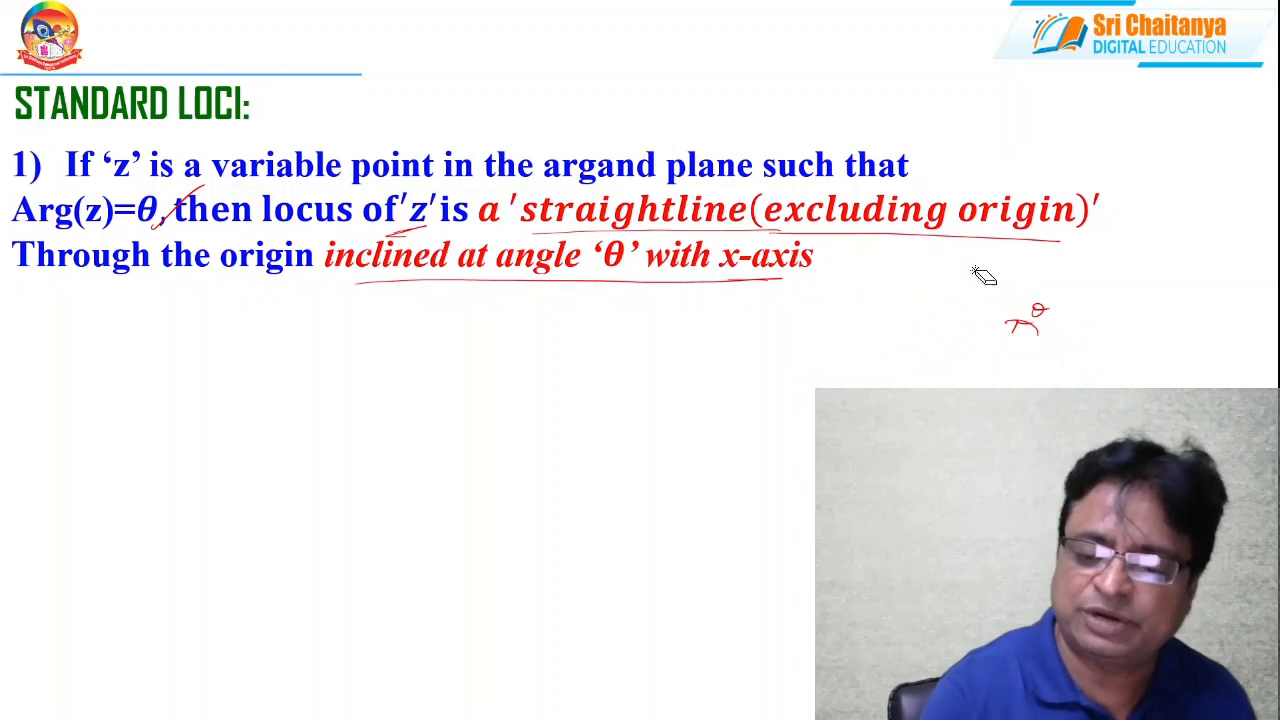 Sri Chaitanya
DIGITAL EDUCATION
STANDARD LOCI:
1) If ‘z’ is a variable point in the argand plane such that
Arg(z)=θ, then locus of ′z′ is a ′straightline(excluding origin)′
Through the origin inclined at angle ‘θ’ with x-axis
θ